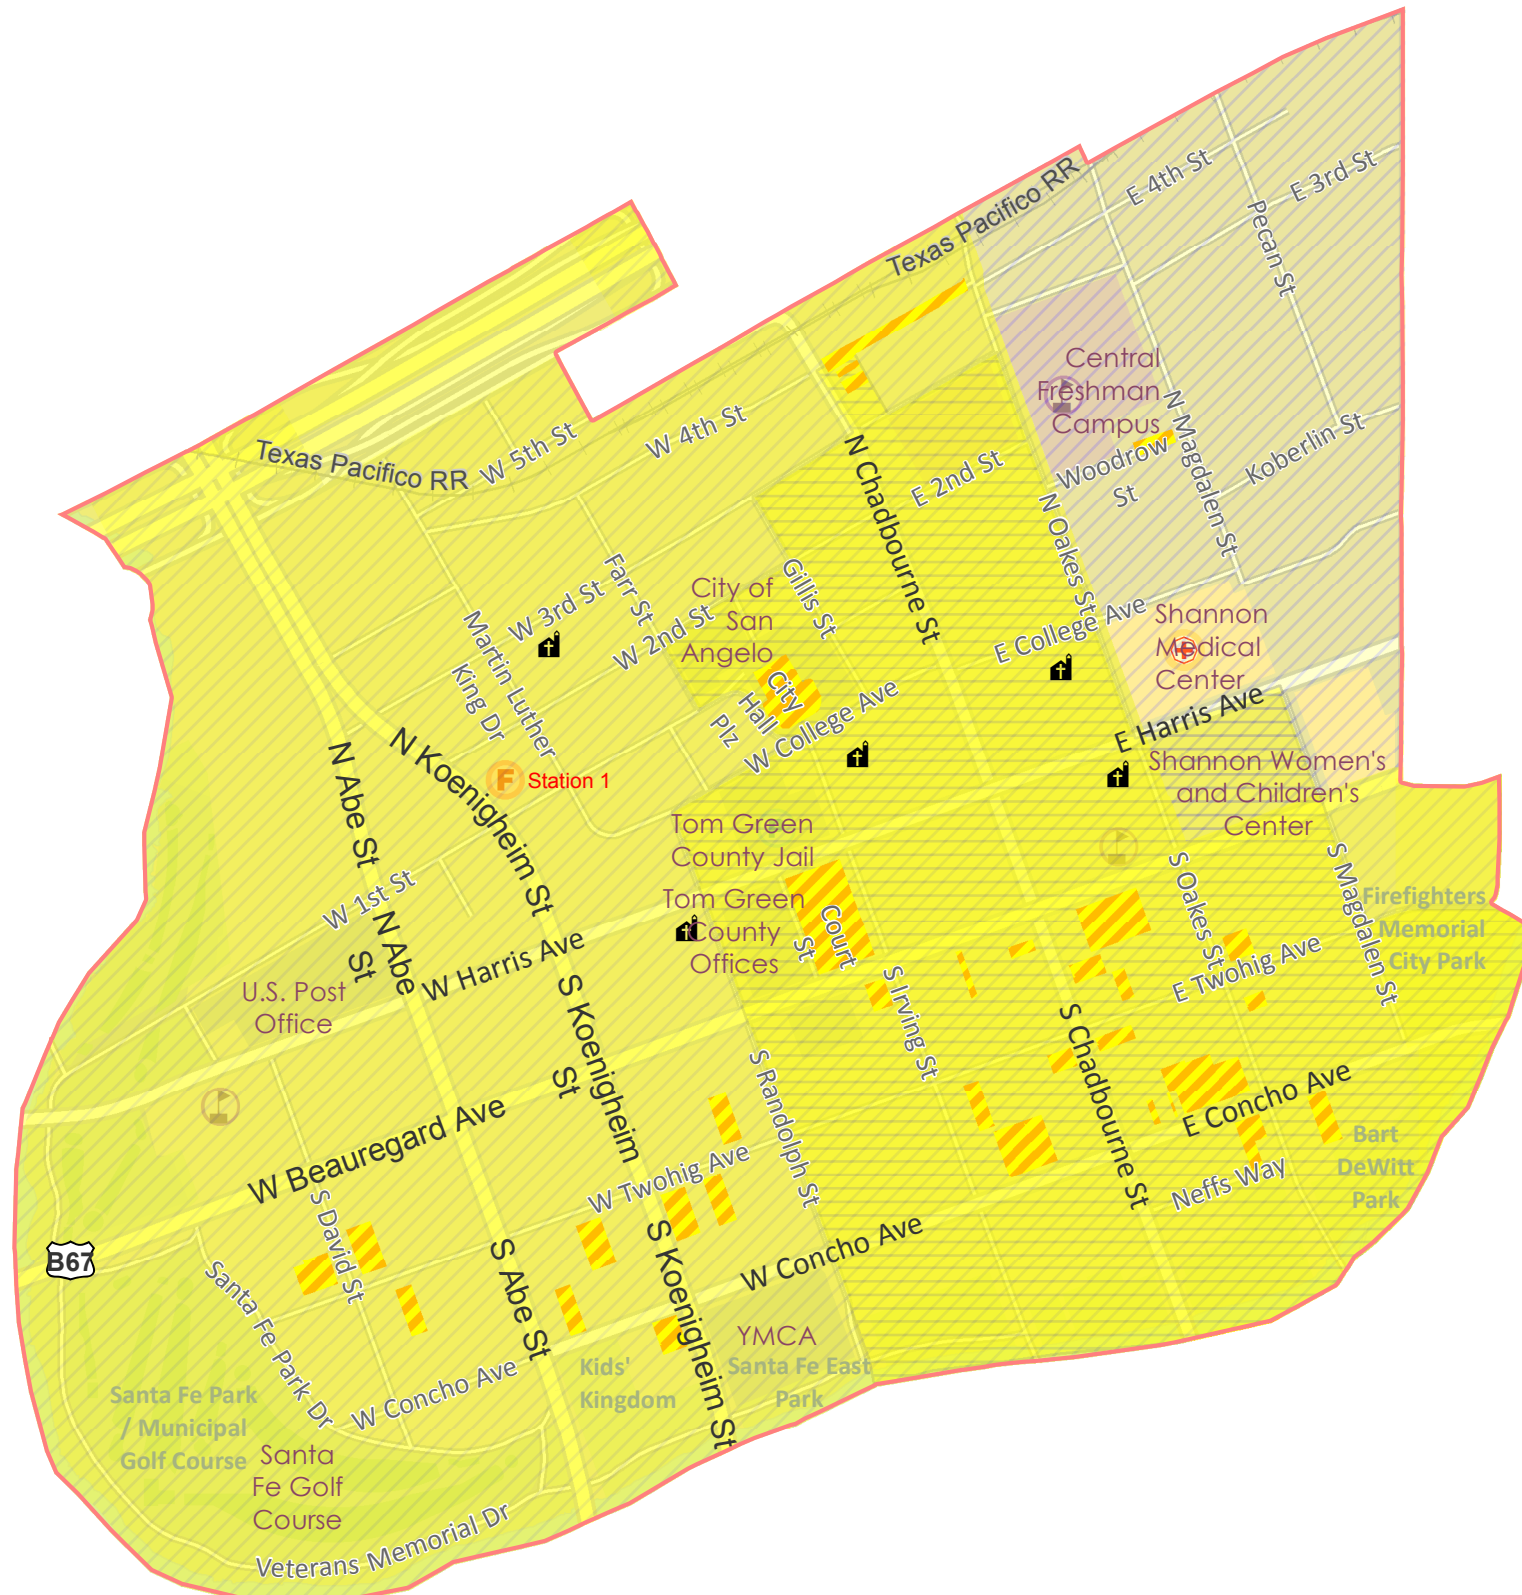 Texas Pacifico RR
E 4th St
E 3rd St
Pecan St
Central
Freshman
Campus
N Magdalen St
Koberlin St
Woodrow
St
W 4th St
W 5th St
Texas Pacifico RR
N Chadbourne St
E 2nd St
N Oakes St
Farr St
W 3rd St
Gillis St
City of
San
Angelo
W 2nd St
Martin Luther
King Dr
E College Ave
Shannon
Medical
Center
City
Hall
Plz
W College Ave
E Harris Ave
N Koenigheim St
N Abe St
F
Station 1
Shannon Women's
and Children's
Center
Tom Green
County Jail
Tom Green
County
Offices
Court
St
S Oakes St
S Magdalen St
Firefighters
Memorial
City Park
W 1st St
N Abe
St
W Harris Ave
U.S. Post
Office
S Irving St
E Twohig Ave
S Koenigheim
St
S Chadbourne St
S Randolph St
E Concho Ave
W Beauregard Ave
Bart
DeWitt
Park
W Twohig Ave
Neffs Way
S David St
B67
W Concho Ave
S Abe St
S Koenigheim St
Santa Fe Park Dr
YMCA
Kids'
Kingdom
Santa Fe East
Park
W Concho Ave
Santa Fe Park
/ Municipal
Golf Course
Santa
Fe Golf
Course
Veterans Memorial Dr